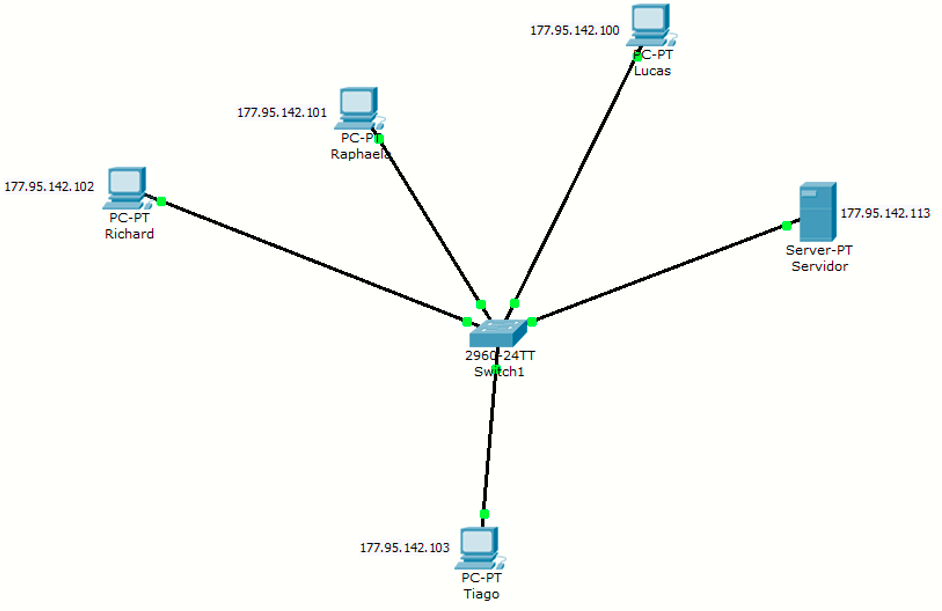 177.95.142.100
PC-PT
Lucas
177.95.142.101
PC-PT
Raphaela
177.95.142.102
PC-PT
Richard
177.95.142.113
Server-PT
Servidor
2960-24TT
Switch1
177.95.142.103
PC-PT
Tiago